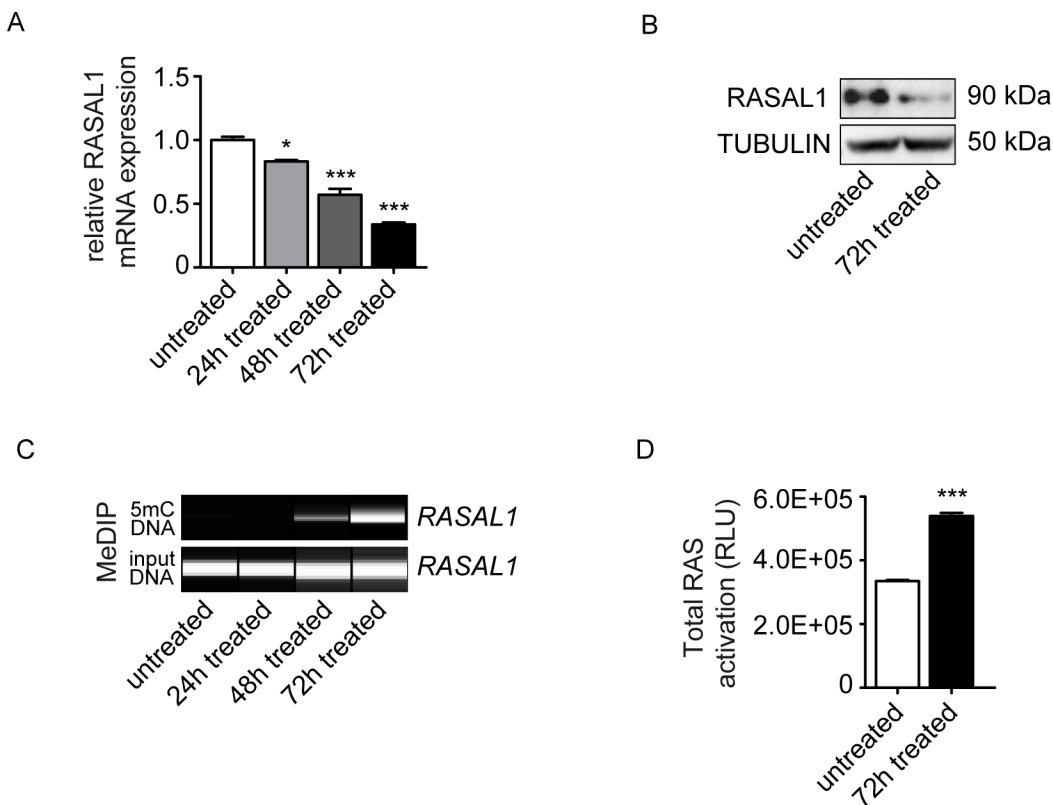 A
relative RASAL1
mRNA expression
1.5
1.0
0.5
0
*
***
***
untreated
24h treated
48h treated
72h treated
B
RASAL1
90 kDa
TUBULIN
50 kDa
untreated
72h treated
C
MeDIP
5mC
DNA
RASAL1
input
DNA
RASAL1
untreated
24h treated
48h treated
72h treated
D
Total RAS
activation (RLU)
6.0E+05
4.0E+05
2.0E+05
0
***
untreated
72h treated